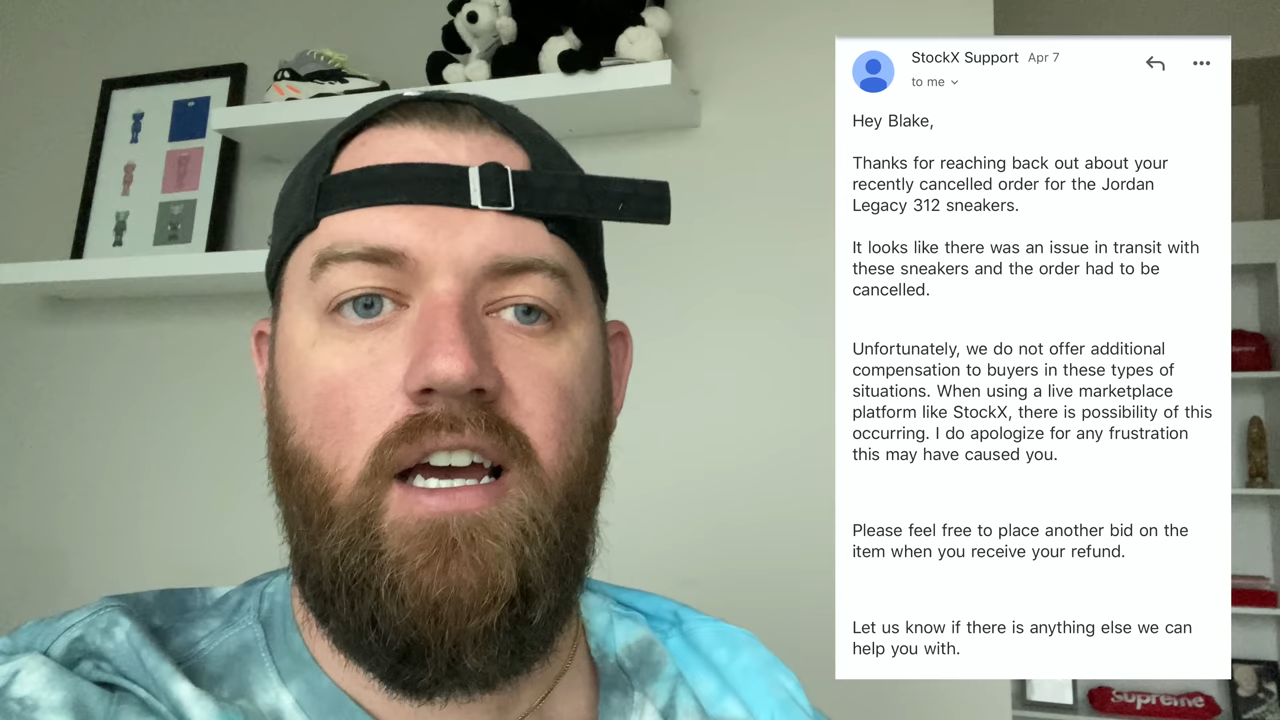 StockX Support Apr 7
to me
Hey Blake,
Thanks for reaching back out about your
recently cancelled order for the Jordan
Legacy 312 sneakers.
It looks like there was an issue in transit with
these sneakers and the order had to be
cancelled.
Unfortunately, we do not offer additional
compensation to buyers in these types of
situations. When using a live marketplace
platform like StockX, there is possibility of this
occurring. I do apologize for any frustration
this may have caused you.
Please feel free to place another bid on the
item when you receive your refund.
Let us know if there is anything else we can
help you with.
Supreme